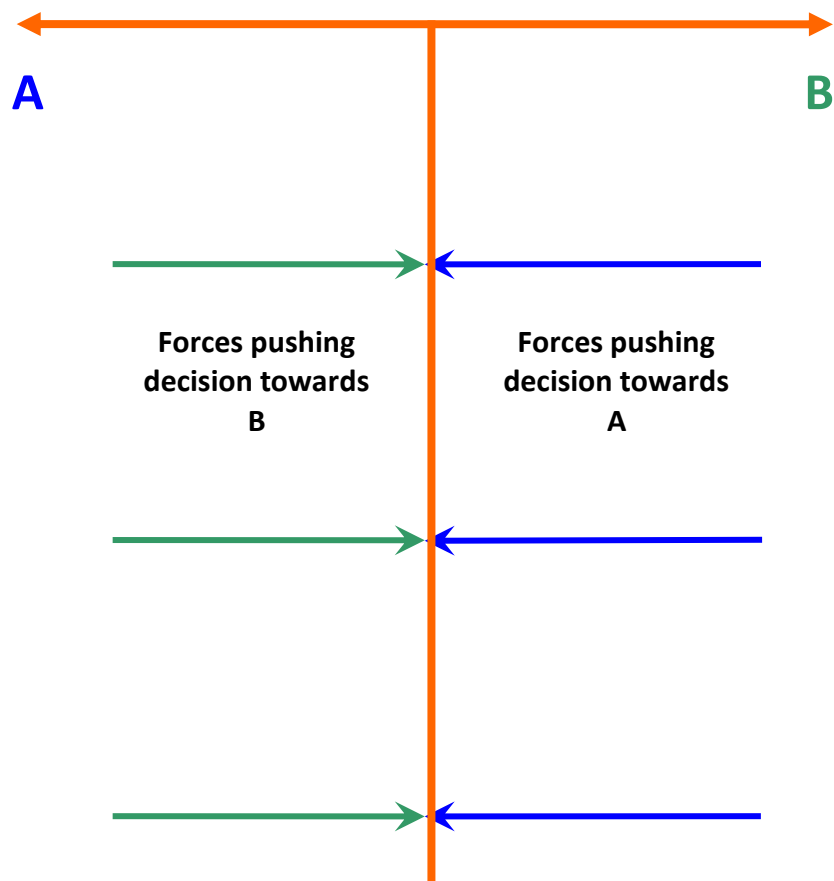 A
B
Forces pushing
decision towards
B
Forces pushing
decision towards
A